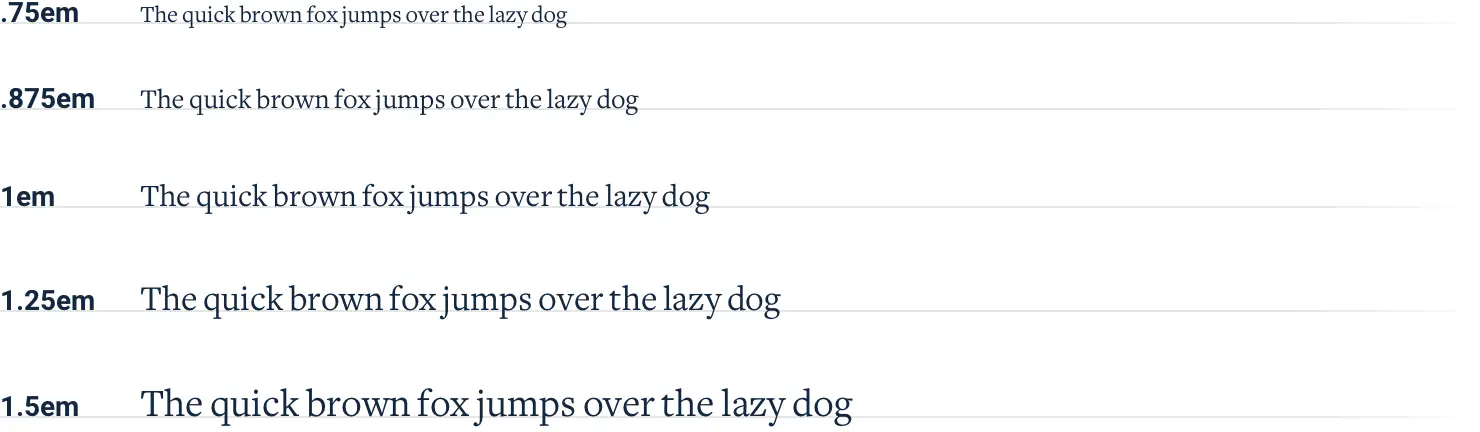 .75em The quick brown fox jumps over the lazy dog
.875em The quick brown fox jumps over the lazy dog
1em The quick brown fox jumps over the lazy dog
1.25em The quick brown fox jumps over the lazy dog
1.5em The quick brown fox jumps over the lazy dog